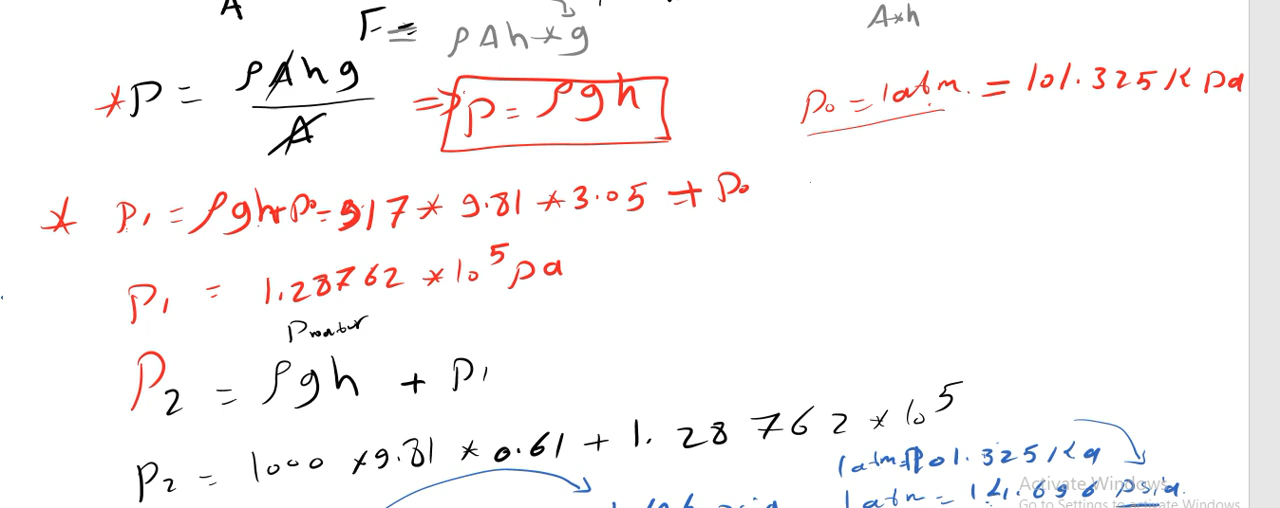 A
F = ρAh*g
A*h
*P = ρAhg / A => P = ρgh
P₀ = 1atm. = 101.325 KPa
* P₁ = ρgh+P₀ = 917 * 9.81 * 3.05 + P₀
P₁ = 1.28762 * 10⁵ pa
Pwater
P₂ = ρgh + P₁
P₂ = 1000 * 9.81 * 0.61 + 1.28762 * 10⁵
1atm = 101.325 K
1atm = 14.696 psia.
Activate Windows
Go to Settings to activate Windows.